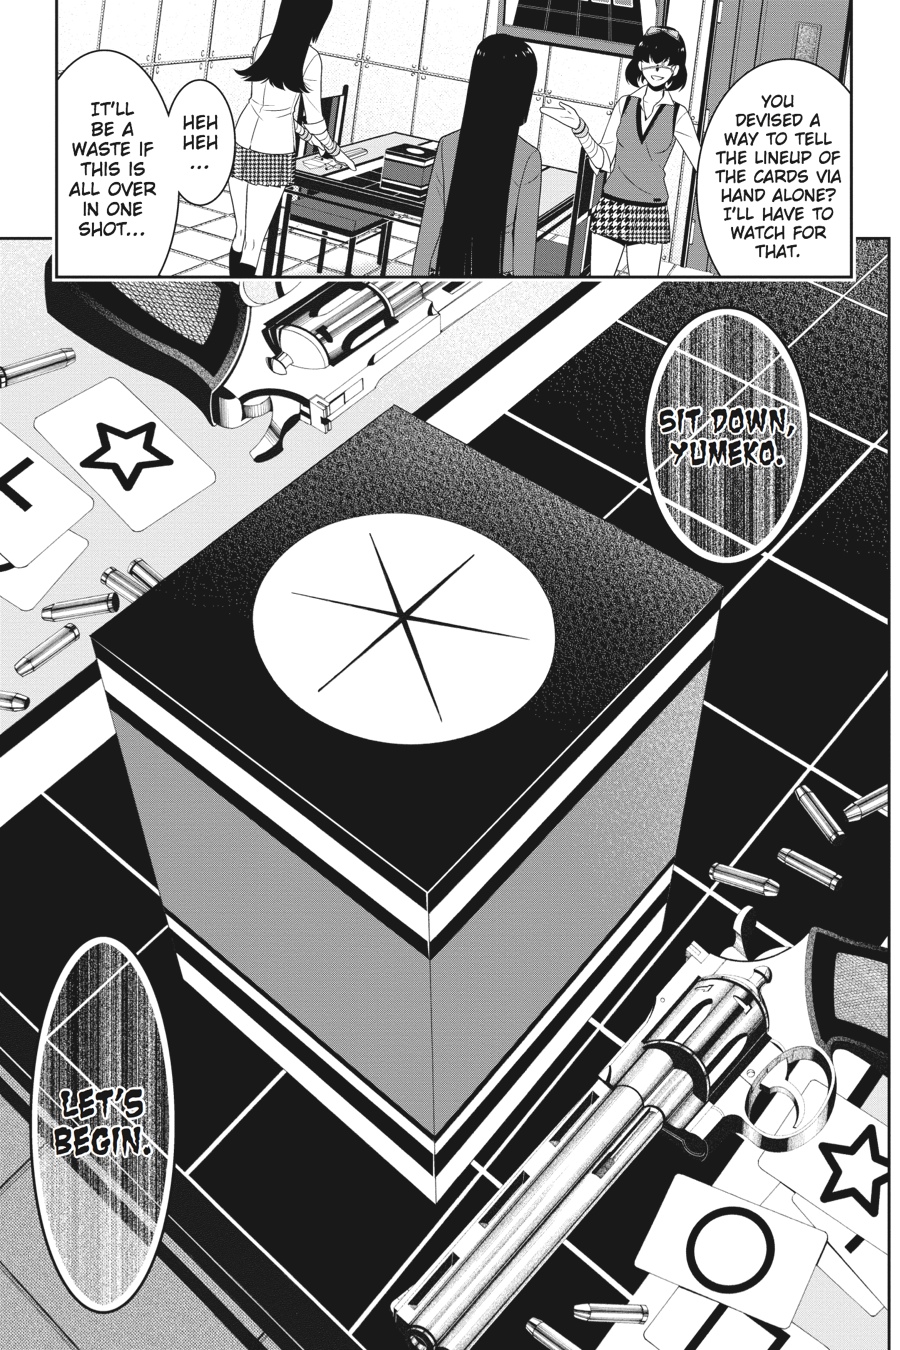 YOU
DEVISED A
WAY TO TELL
THE LINEUP OF
THE CARDS VIA
HAND ALONE?
I'LL HAVE TO
WATCH FOR
THAT.
HEH
HEH
...
IT'LL
BE A
WASTE IF
THIS IS
ALL OVER
IN ONE
SHOT...
SIT DOWN,
YUMEKO.
LET'S
BEGIN.